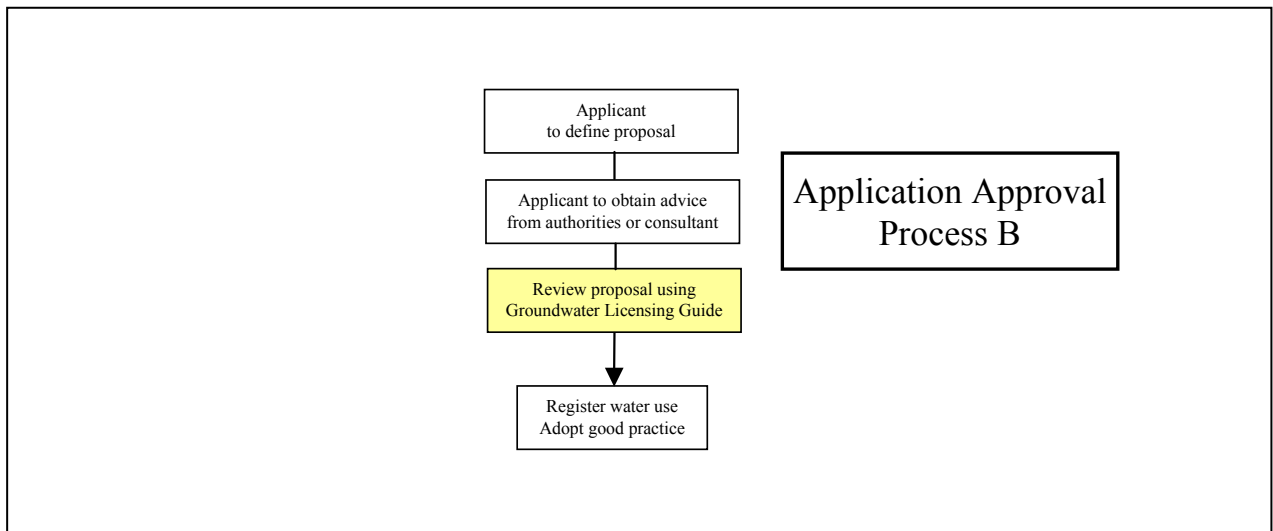 Applicant
to define proposal
Applicant to obtain advice
from authorities or consultant
Application Approval
Process B
Review proposal using
Groundwater Licensing Guide
Register water use
Adopt good practice